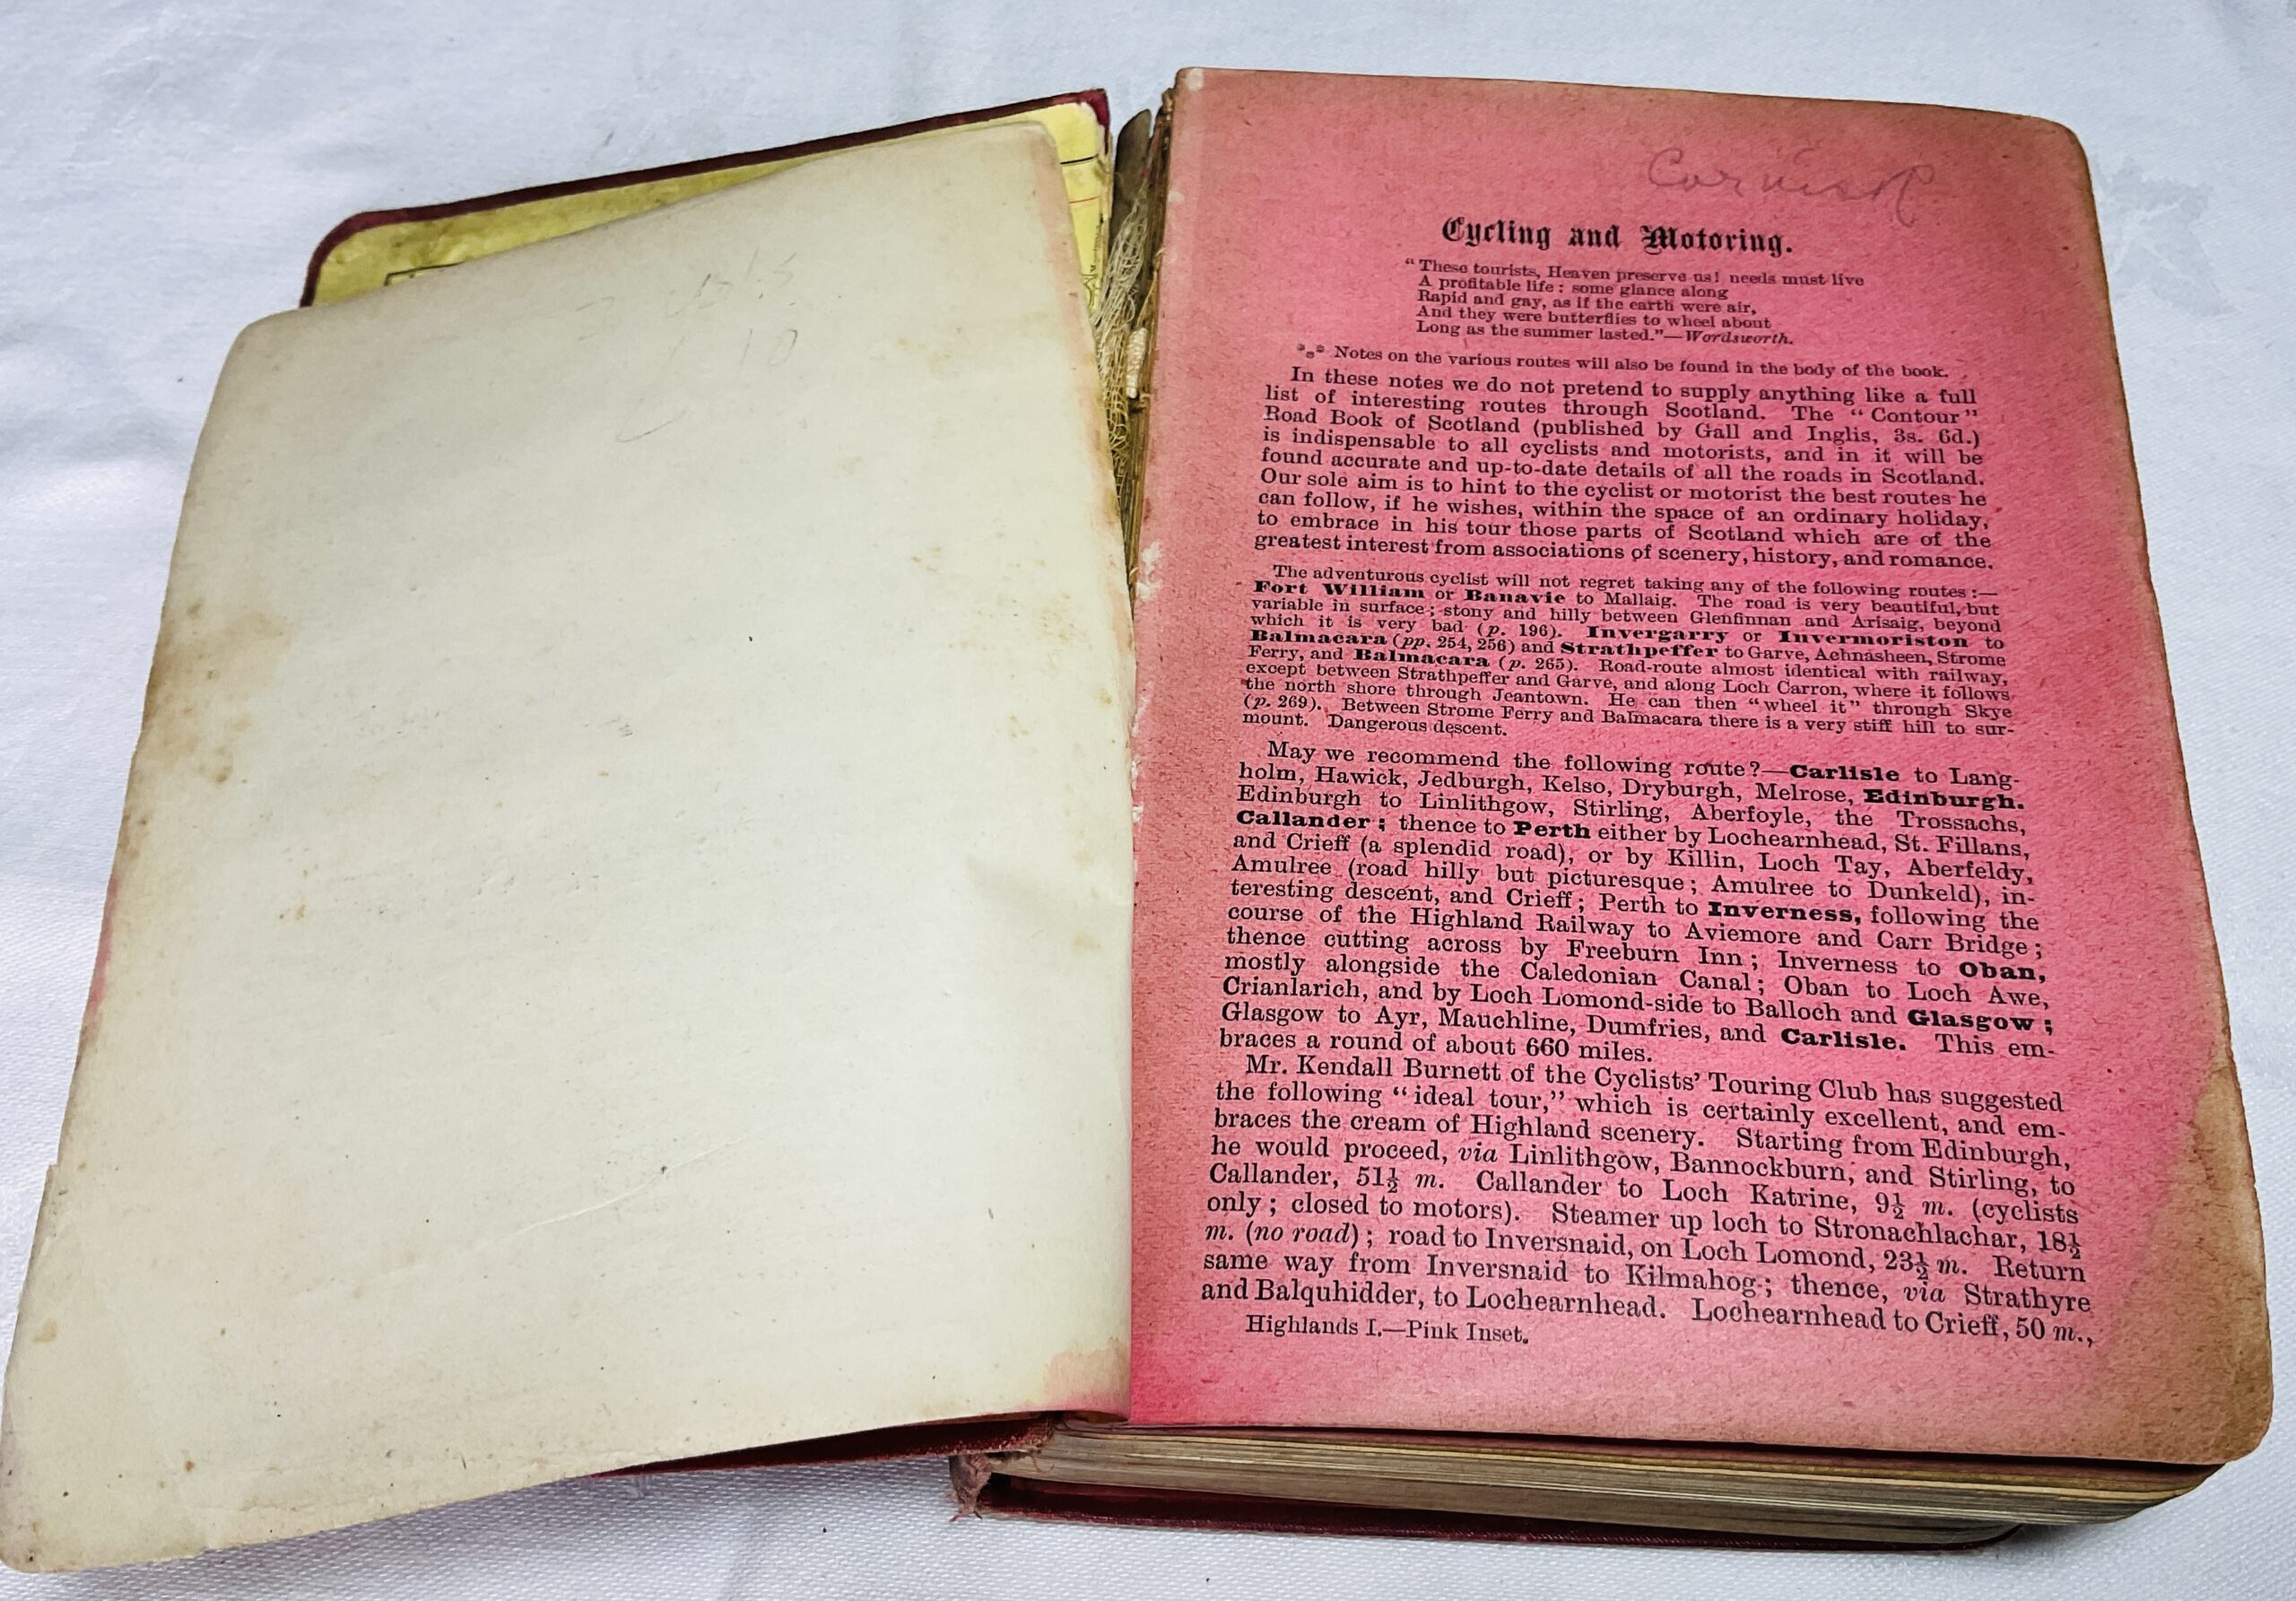 Cornish
Cycling and Motoring.
"These tourists, Heaven preserve us! needs must live
A profitable life: some glance along
Rapid and gay, as if the earth were air,
And they were butterflies to wheel about
Long as the summer lasted."—Wordsworth.
*** Notes on the various routes will also be found in the body of the book.
In these notes we do not pretend to supply anything like a full
list of interesting routes through Scotland. The "Contour"
Road Book of Scotland (published by Gall and Inglis, 3s. 6d.)
is indispensable to all cyclists and motorists, and in it will be
found accurate and up-to-date details of all the roads in Scotland.
Our sole aim is to hint to the cyclist or motorist the best routes he
can follow, if he wishes, within the space of an ordinary holiday,
to embrace in his tour those parts of Scotland which are of the
greatest interest from associations of scenery, history, and romance.
The adventurous cyclist will not regret taking any of the following routes:—
Fort William or Banavie to Mallaig. The road is very beautiful, but
variable in surface; stony and hilly between Glenfinnan and Arisaig, beyond
which it is very bad (p. 196). Invergarry or Invermoriston to
Balmacara (pp. 254, 256) and Strathpeffer to Garve, Achnasheen, Strome
Ferry, and Balmacara (p. 265). Road-route almost identical with railway,
except between Strathpeffer and Garve, and along Loch Carron, where it follows
the north shore through Jeantown. He can then "wheel it" through Skye
(p. 269). Between Strome Ferry and Balmacara there is a very stiff hill to sur-
mount. Dangerous descent.
May we recommend the following route?—Carlisle to Lang-
holm, Hawick, Jedburgh, Kelso, Dryburgh, Melrose, Edinburgh.
Edinburgh to Linlithgow, Stirling, Aberfoyle, the Trossachs,
Callander; thence to Perth either by Lochearnhead, St. Fillans,
and Crieff (a splendid road), or by Killin, Loch Tay, Aberfeldy,
Amulree (road hilly but picturesque; Amulree to Dunkeld), in-
teresting descent, and Crieff; Perth to Inverness, following the
course of the Highland Railway to Aviemore and Carr Bridge;
thence cutting across by Freeburn Inn; Inverness to Oban,
mostly alongside the Caledonian Canal; Oban to Loch Awe,
Crianlarich, and by Loch Lomond-side to Balloch and Glasgow;
Glasgow to Ayr, Mauchline, Dumfries, and Carlisle. This em-
braces a round of about 660 miles.
Mr. Kendall Burnett of the Cyclists' Touring Club has suggested
the following "ideal tour," which is certainly excellent, and em-
braces the cream of Highland scenery. Starting from Edinburgh,
he would proceed, via Linlithgow, Bannockburn, and Stirling, to
Callander, 51½ m. Callander to Loch Katrine, 9½ m. (cyclists
only; closed to motors). Steamer up loch to Stronachlachar, 18½
m. (no road); road to Inversnaid, on Loch Lomond, 23½ m. Return
same way from Inversnaid to Kilmahog; thence, via Strathyre
and Balquhidder, to Lochearnhead. Lochearnhead to Crieff, 50 m.,
Highlands I.—Pink Inset.